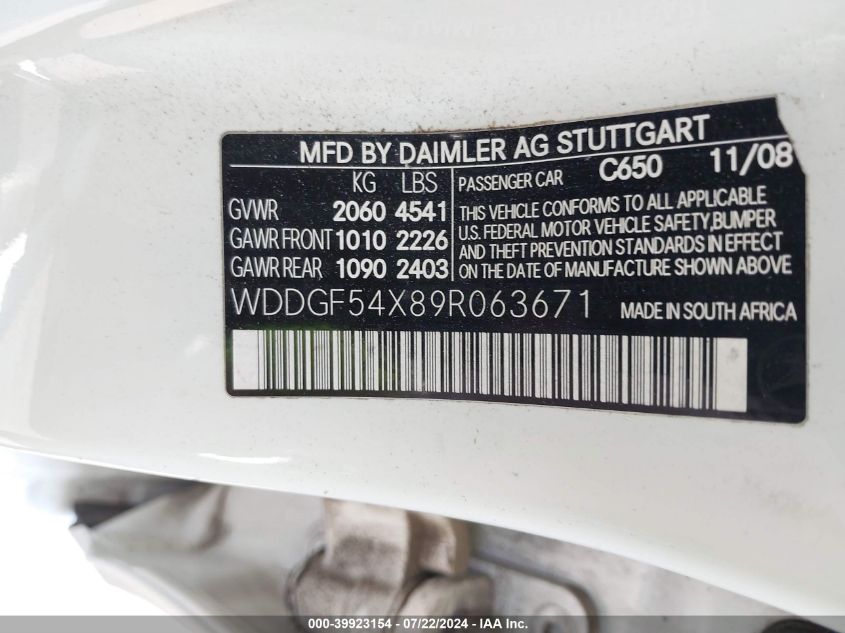 MFD BY DAIMLER AG STUTTGART
KG LBS
GVWR 2060 4541
GAWR FRONT 1010 2226
GAWR REAR 1090 2403
PASSENGER CAR C650 11/08
THIS VEHICLE CONFORMS TO ALL APPLICABLE
U.S. FEDERAL MOTOR VEHICLE SAFETY,BUMPER
AND THEFT PREVENTION STANDARDS IN EFFECT
ON THE DATE OF MANUFACTURE SHOWN ABOVE
WDDGF54X89R063671 MADE IN SOUTH AFRICA
000-39923154 - 07/22/2024 - IAA Inc.